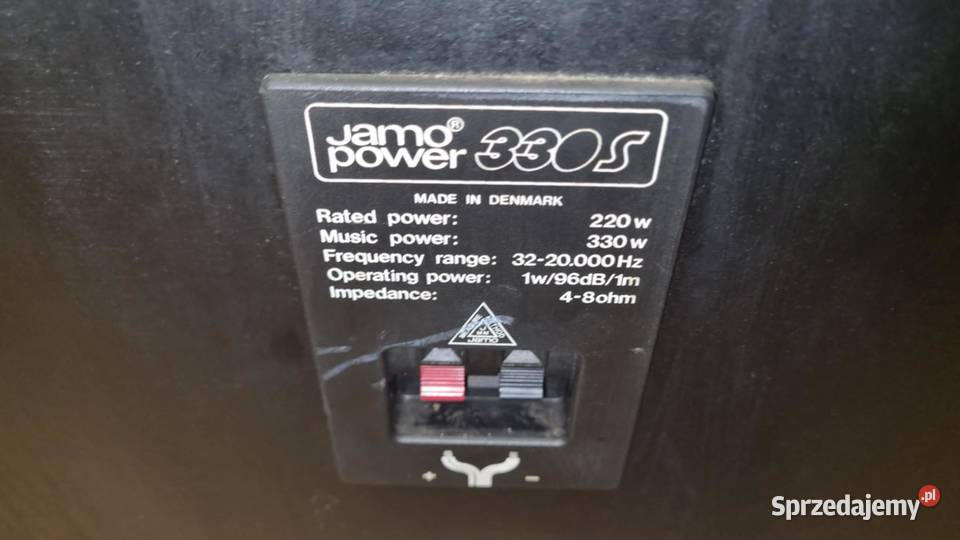 Jamo®
power 330S
MADE IN DENMARK
Rated power: 220 w
Music power: 330 w
Frequency range: 32-20.000 Hz
Operating power: 1w/96dB/1m
Impedance: 4-8ohm
Jamo
+ −
Sprzedajemy.pl